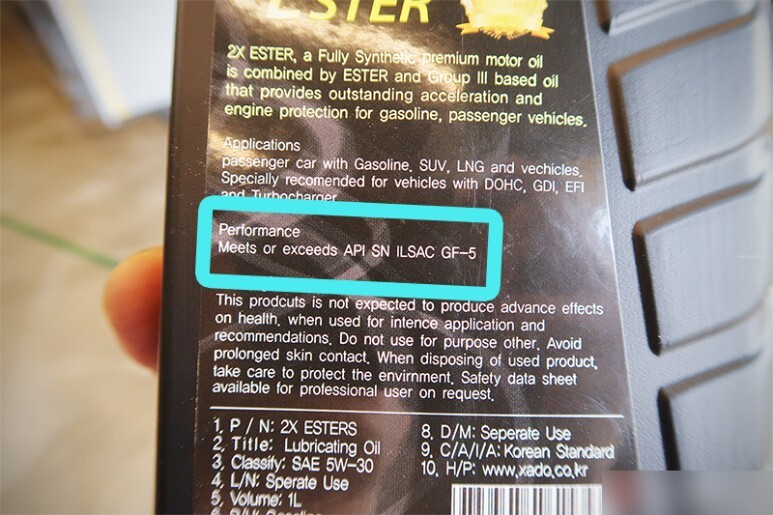 ESTER
2X ESTER, a Fully Synthetic premium motor oil
is combined by ESTER and Group III based oil
that provides outstanding acceleration and
engine protection for gasoline, passenger vehicles.
Applications
passenger car with Gasoline, SUV, LNG and vechicles.
Specially recomended for vehicles with DOHC, GDI, EFI
and Turbocharger
Performance
Meets or exceeds API SN ILSAC GF-5
This prodcuts is not expected to produce advance effects
on health, when used for intence application and
recommendations. Do not use for purpose other. Avoid
prolonged skin contact. When disposing of used product,
take care to protect the envirnment. Safety data sheet
available for professional user on request.
1. P / N: 2X ESTERS
2. Title: Lubricating Oil
3. Classify: SAE 5W-30
4. L/N: Sperate Use
5. Volume: 1L
8. D/M: Seperate Use
9. C/A/I/A: Korean Standard
10. H/P: www.xado.co.kr